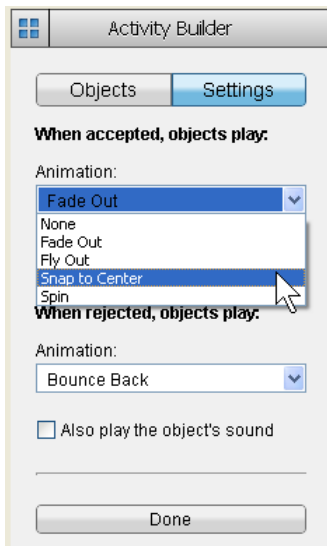 Activity Builder
Objects Settings
When accepted, objects play:
Animation:
Fade Out
None
Fade Out
Fly Out
Snap to Center
Spin
When rejected, objects play:
Animation:
Bounce Back
Also play the object's sound
Done